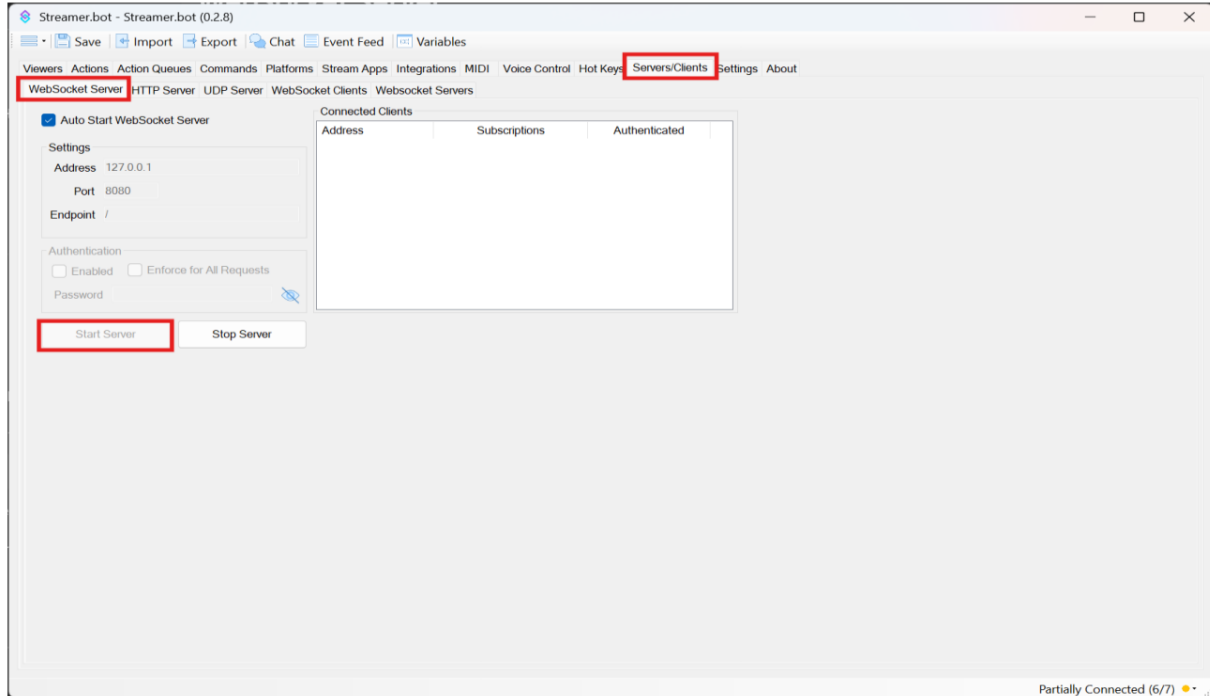 Streamer.bot - Streamer.bot (0.2.8)
Save Import Export Chat Event Feed Variables
Viewers Actions Action Queues Commands Platforms Stream Apps Integrations MIDI Voice Control Hot Keys Servers/Clients Settings About
WebSocket Server HTTP Server UDP Server WebSocket Clients Websocket Servers
Auto Start WebSocket Server
Settings
Address 127.0.0.1
Port 8080
Endpoint /
Authentication
Enabled Enforce for All Requests
Password
Start Server Stop Server
Connected Clients
Address Subscriptions Authenticated
Partially Connected (6/7)